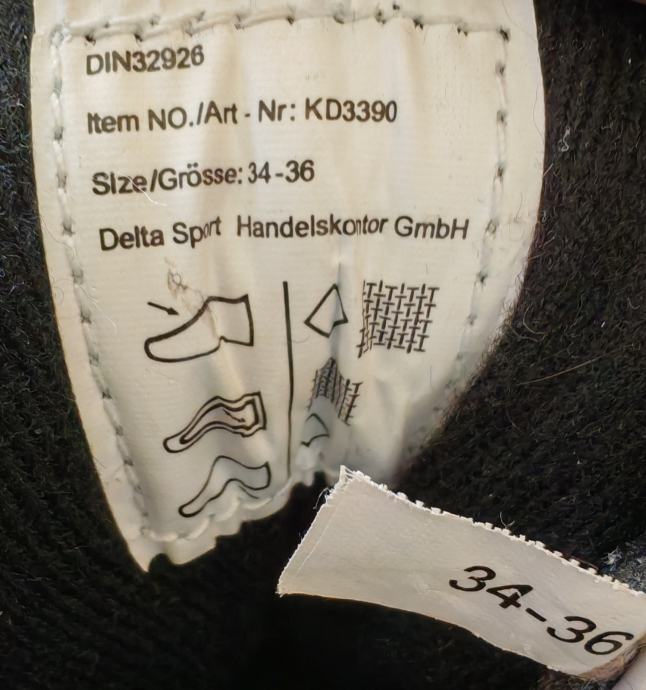 DIN32926
Item NO./Art - Nr: KD3390
Size/Grösse: 34-36
Delta Sport Handelskontor GmbH
34-36